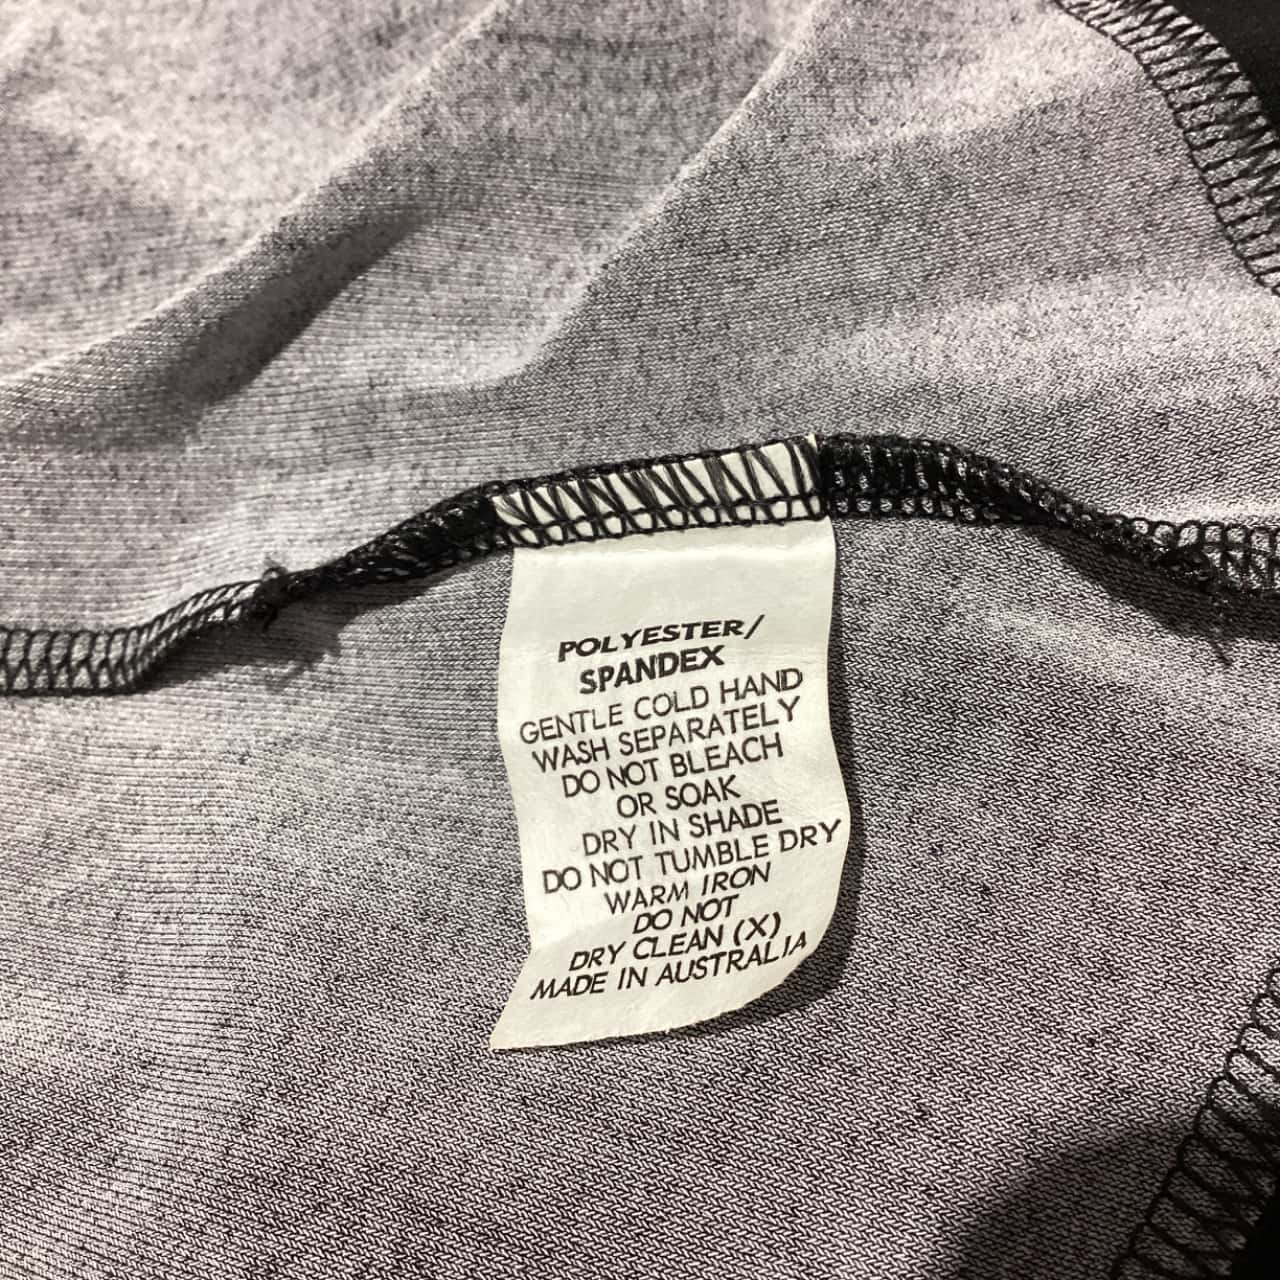 POLYESTER/
SPANDEX
GENTLE COLD HAND
WASH SEPARATELY
DO NOT BLEACH
OR SOAK
DRY IN SHADE
DO NOT TUMBLE DRY
WARM IRON
DO NOT
DRY CLEAN (X)
MADE IN AUSTRALIA